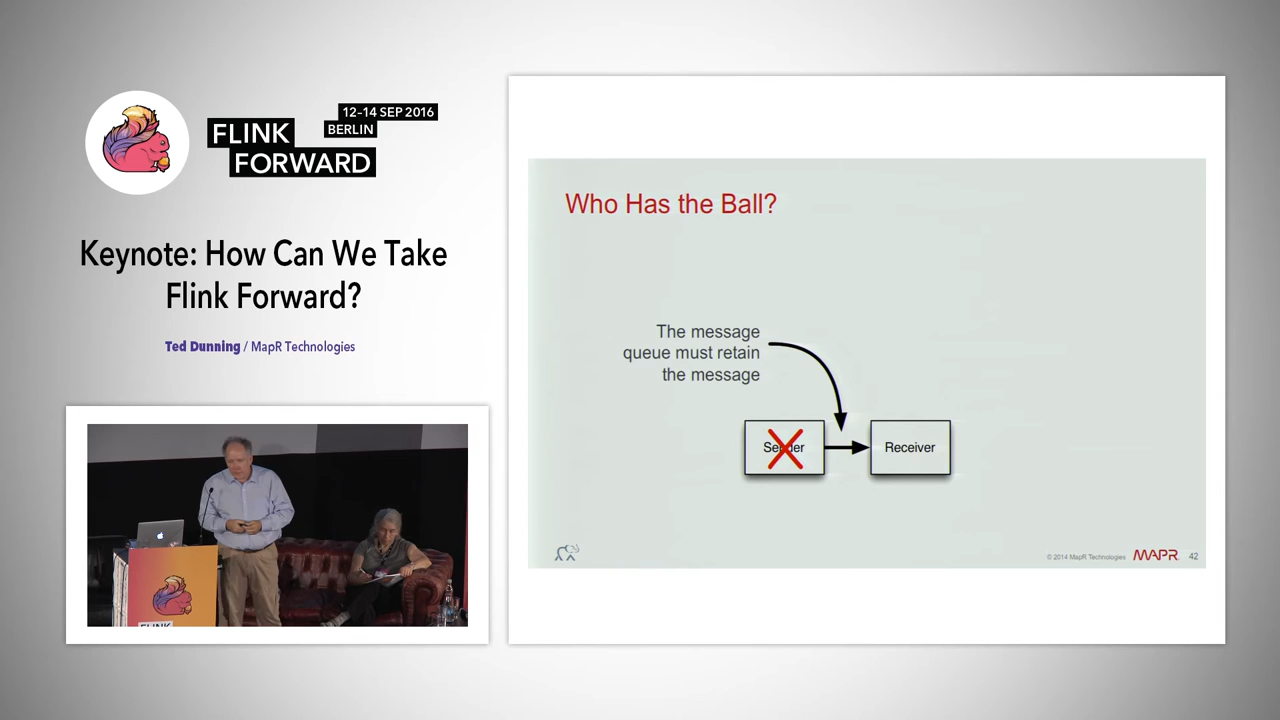 12-14 SEP 2016
BERLIN
FLINK
FORWARD
Keynote: How Can We Take
Flink Forward?
Ted Dunning / MapR Technologies
FLINK
Who Has the Ball?
The message
queue must retain
the message
Sender
Receiver
© 2014 MapR Technologies MAPR 42